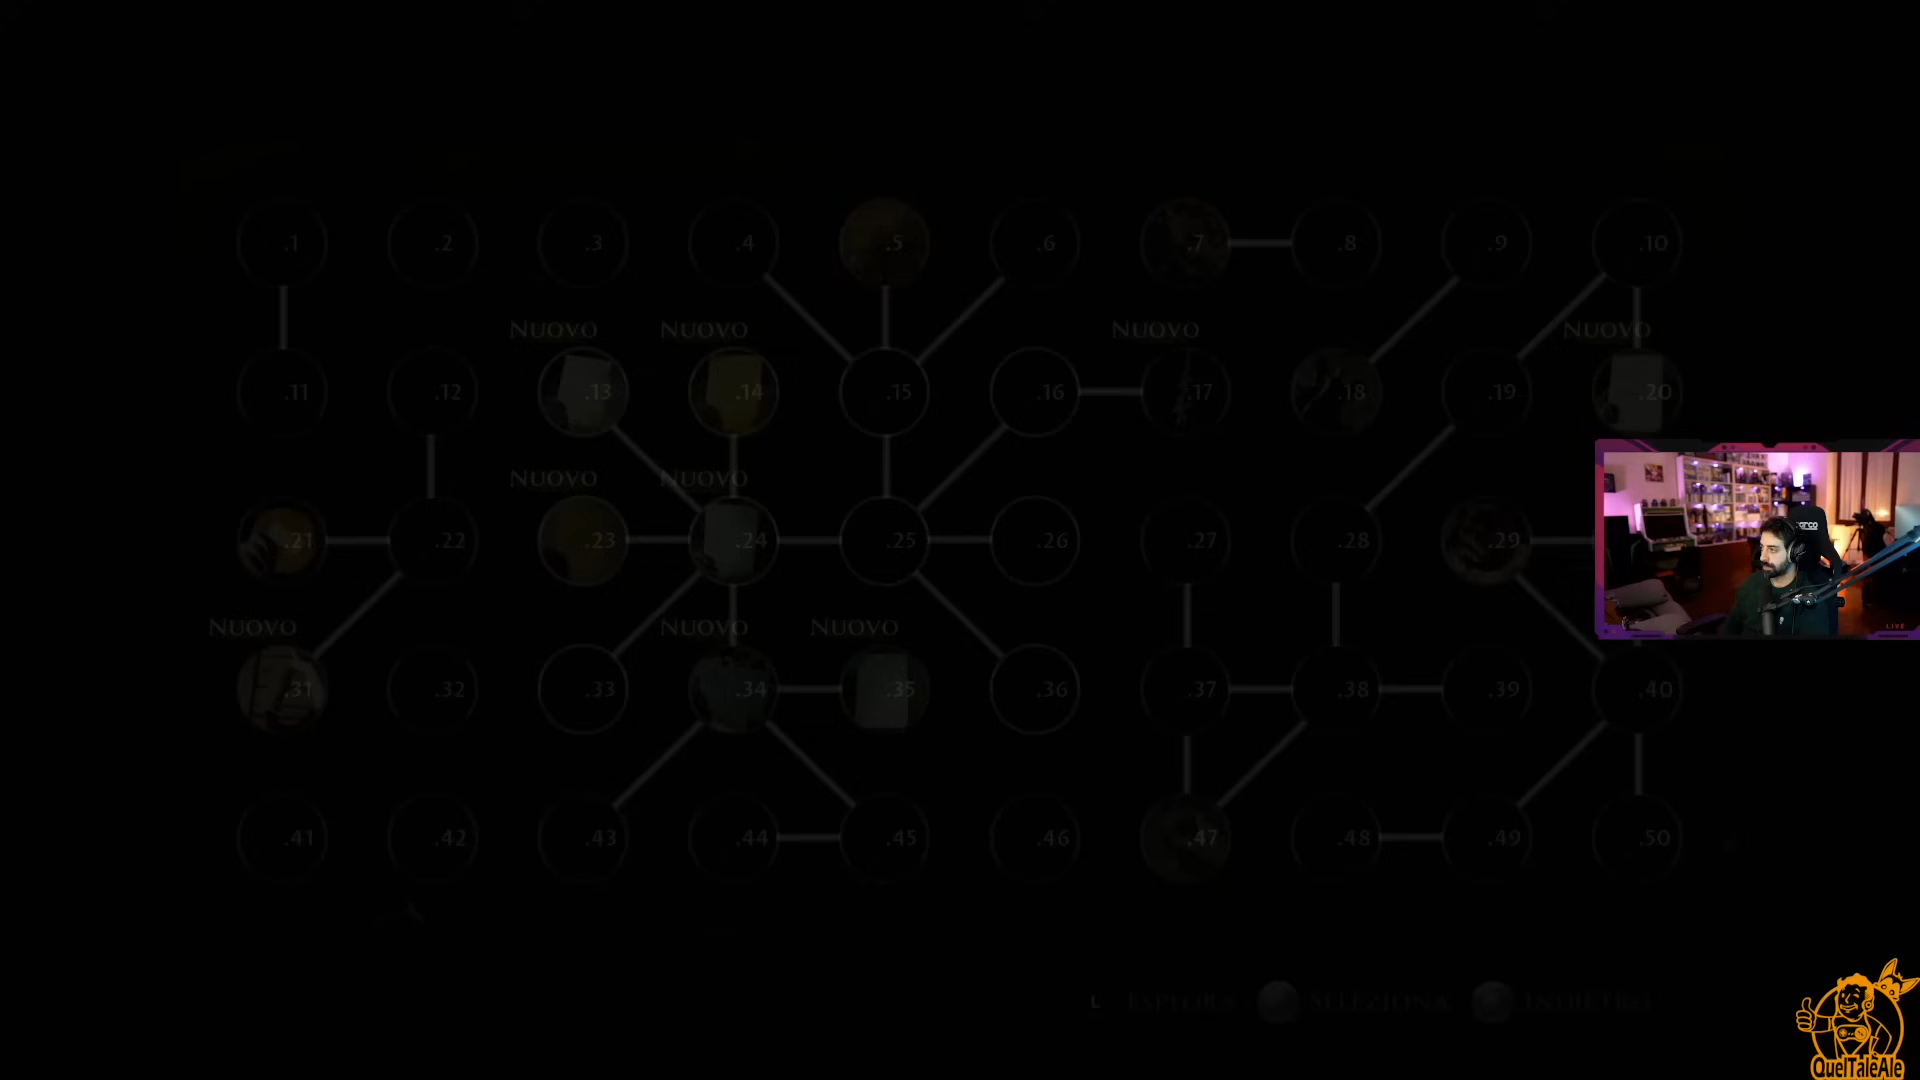 .1 .2 .3 .4 .5 .6 .7 .8 .9 .10
NUOVO NUOVO NUOVO NUOVO
.11 .12 .13 .14 .15 .16 .17 .18 .19 .20
NUOVO NUOVO
.21 .22 .23 .24 .25 .26 .27 .28 .29
NUOVO NUOVO NUOVO
.31 .32 .33 .34 .35 .36 .37 .38 .39 .40
.41 .42 .43 .44 .45 .46 .47 .48 .49 .50
L ESPLORA SELEZIONA INDIETRO
LIVE
QuelTaleAle